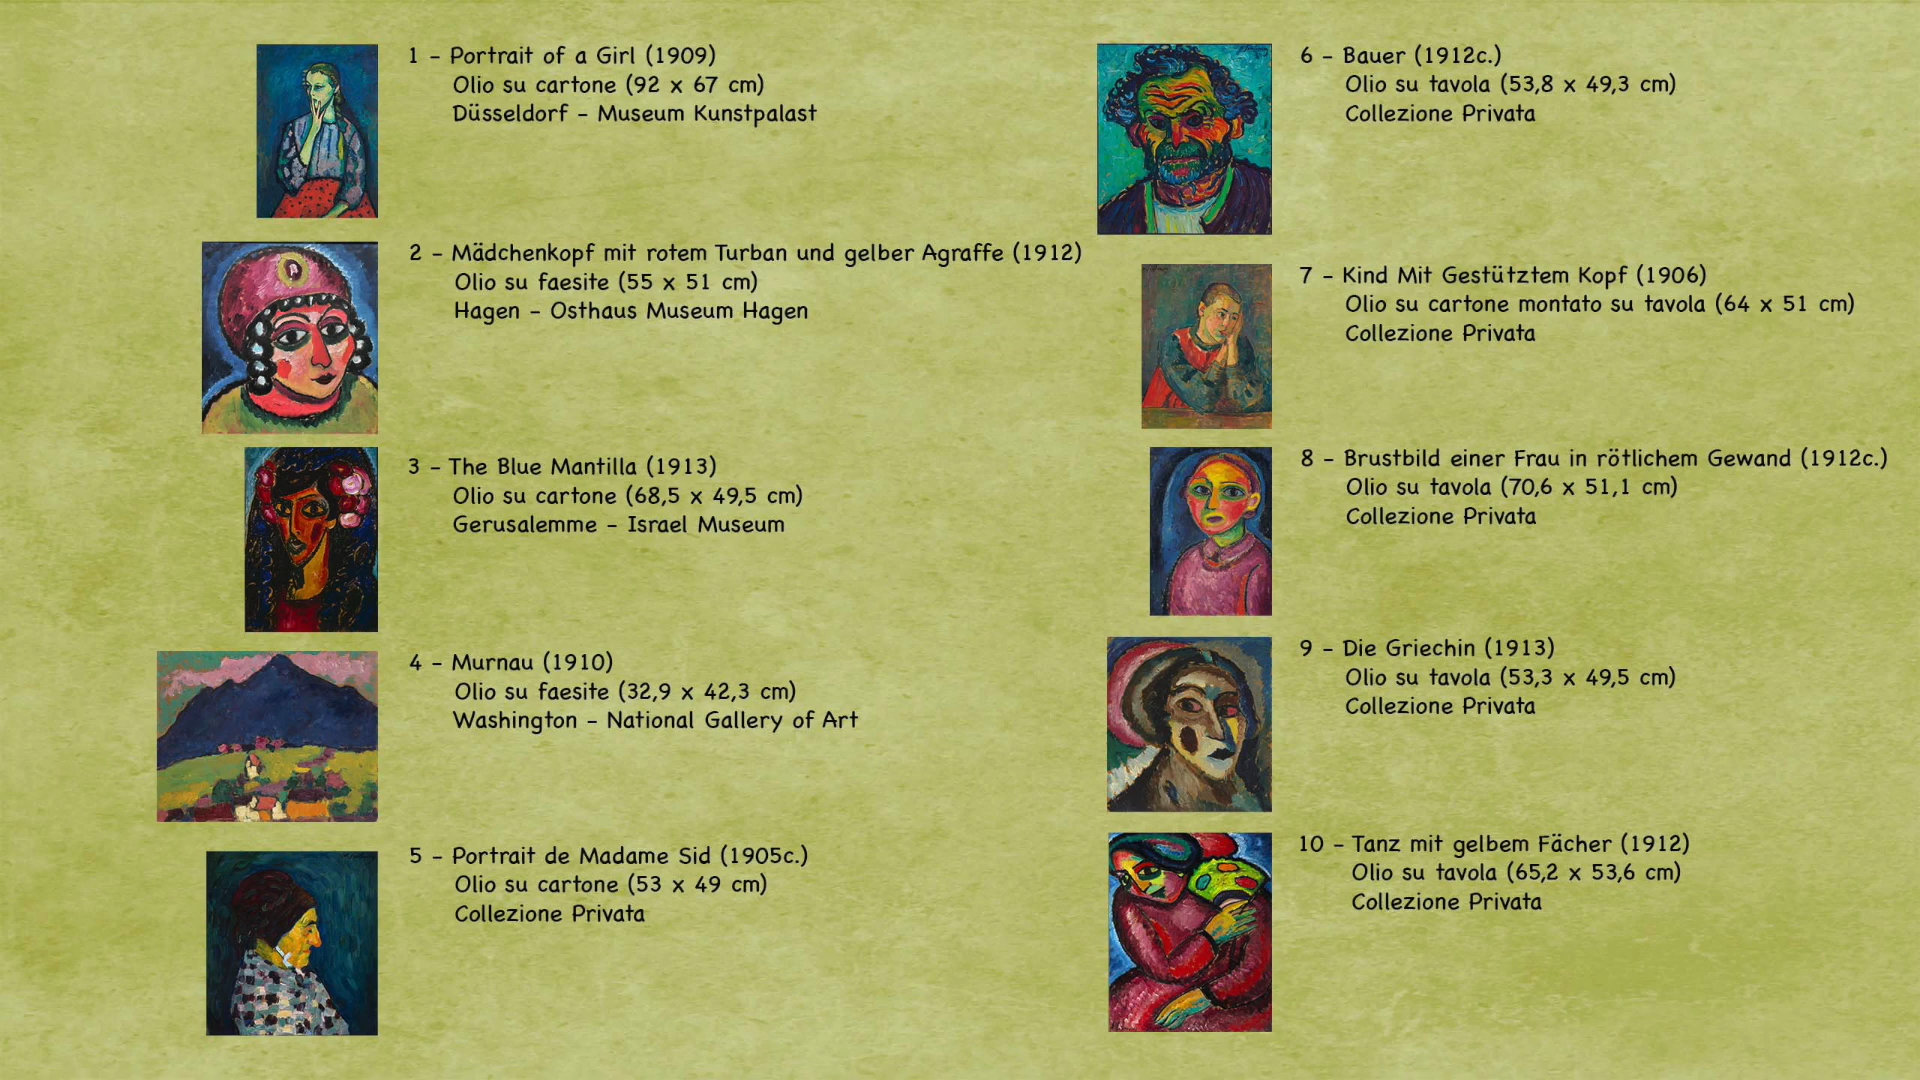 1 - Portrait of a Girl (1909)
Olio su cartone (92 x 67 cm)
Düsseldorf - Museum Kunstpalast
2 - Mädchenkopf mit rotem Turban und gelber Agraffe (1912)
Olio su faesite (55 x 51 cm)
Hagen - Osthaus Museum Hagen
3 - The Blue Mantilla (1913)
Olio su cartone (68,5 x 49,5 cm)
Gerusalemme - Israel Museum
4 - Murnau (1910)
Olio su faesite (32,9 x 42,3 cm)
Washington - National Gallery of Art
5 - Portrait de Madame Sid (1905c.)
Olio su cartone (53 x 49 cm)
Collezione Privata
6 - Bauer (1912c.)
Olio su tavola (53,8 x 49,3 cm)
Collezione Privata
7 - Kind Mit Gestütztem Kopf (1906)
Olio su cartone montato su tavola (64 x 51 cm)
Collezione Privata
8 - Brustbild einer Frau in rötlichem Gewand (1912c.)
Olio su tavola (70,6 x 51,1 cm)
Collezione Privata
9 - Die Griechin (1913)
Olio su tavola (53,3 x 49,5 cm)
Collezione Privata
10 - Tanz mit gelbem Fächer (1912)
Olio su tavola (65,2 x 53,6 cm)
Collezione Privata